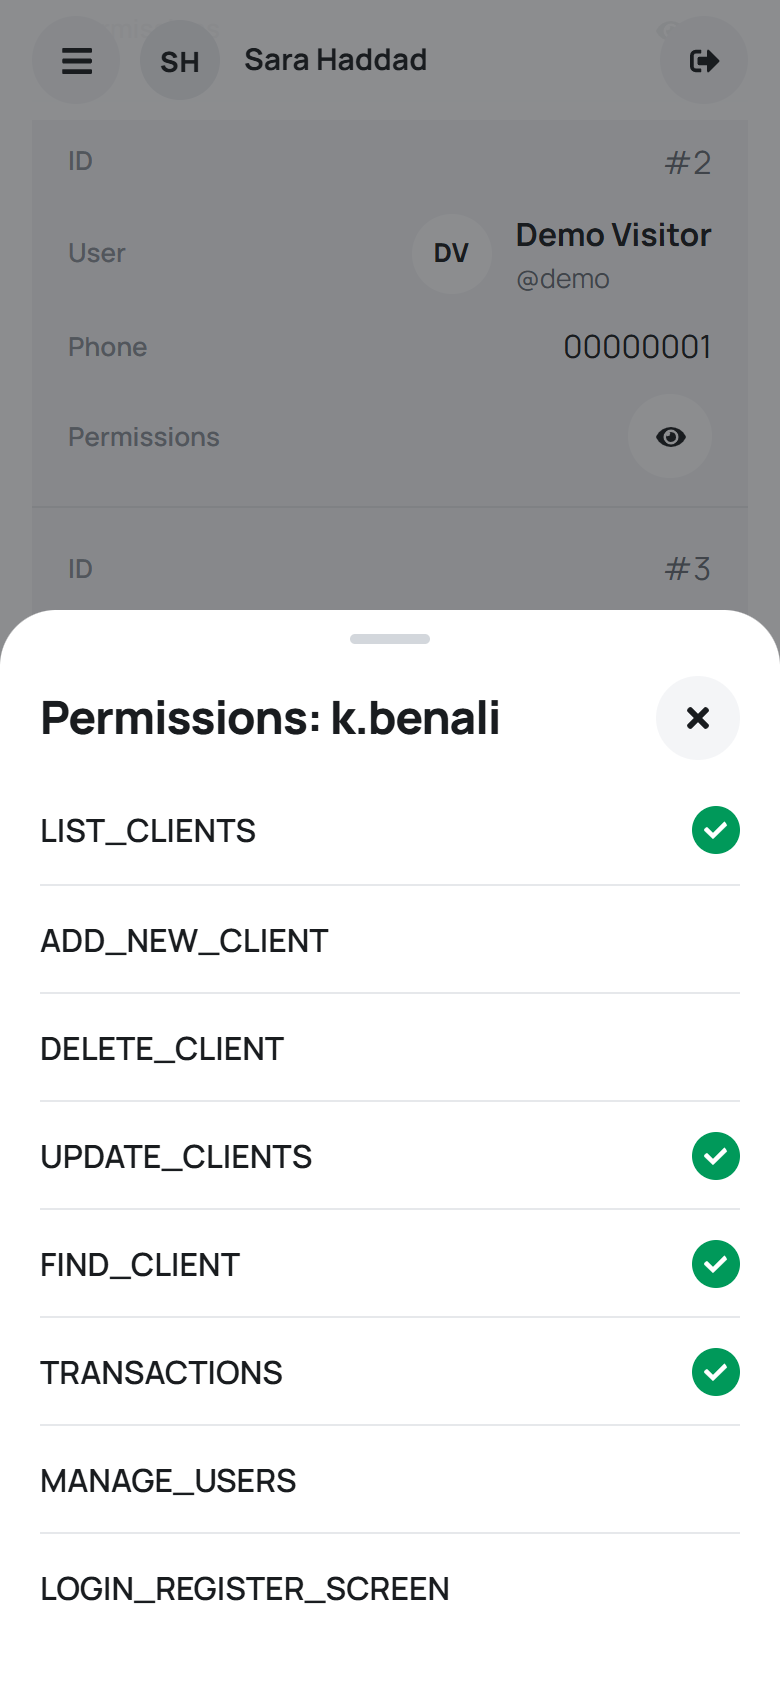 SH
Sara Haddad
ID
#2
User
DV
Demo Visitor
@demo
Phone
00000001
Permissions
ID
#3
Permissions: k.benali
LIST_CLIENTS
ADD_NEW_CLIENT
DELETE_CLIENT
UPDATE_CLIENTS
FIND_CLIENT
TRANSACTIONS
MANAGE_USERS
LOGIN_REGISTER_SCREEN